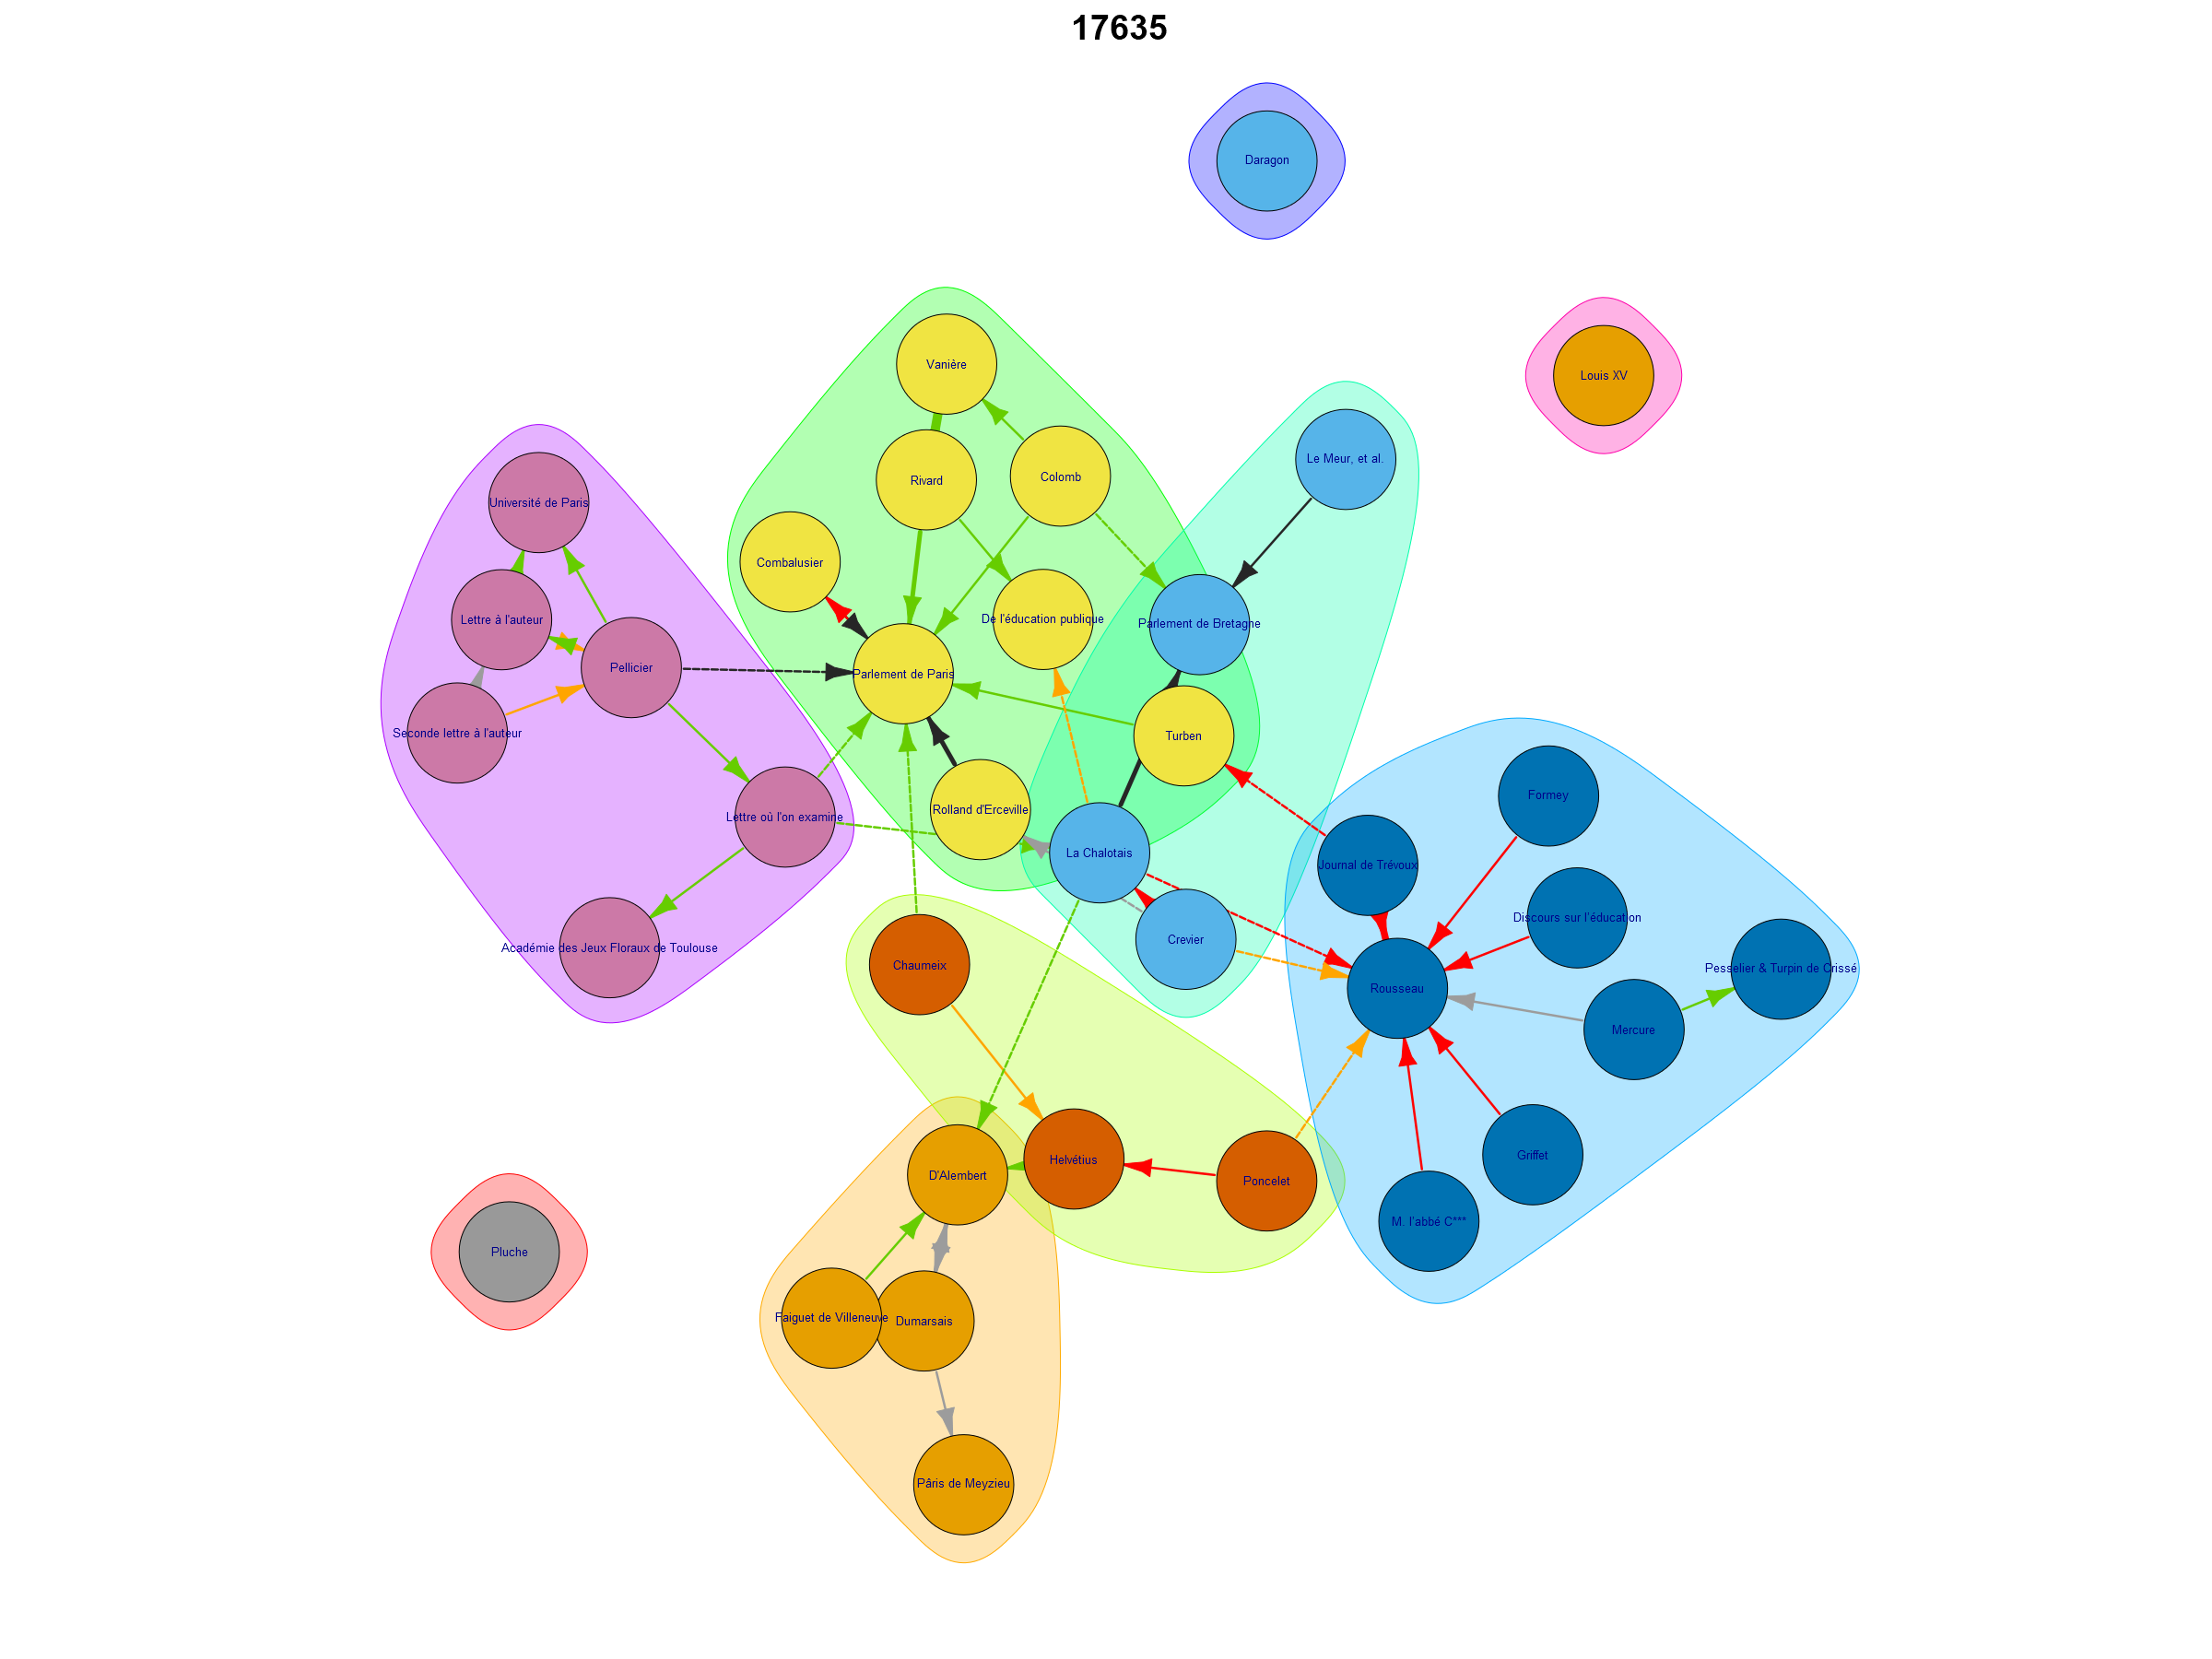 17635
Daragon
Vanière
Louis XV
Le Meur, et al.
Rivard
Colomb
Université de Paris
Combalusier
Lettre à l'auteur
De l'éducation publique
Parlement de Bretagne
Pellicier
Parlement de Paris
Seconde lettre à l'auteur
Turben
Formey
Rolland d'Erceville
Lettre où l'on examine
La Chalotais
Journal de Trévoux
Discours sur l'éducation
Crevier
Académie des Jeux Floraux de Toulouse
Chaumeix
Pesselier & Turpin de Crissé
Rousseau
Mercure
Griffet
Helvétius
D'Alembert
Poncelet
M. l'abbé C***
Pluche
Faiguet de Villeneuve
Dumarsais
Pâris de Meyzieu